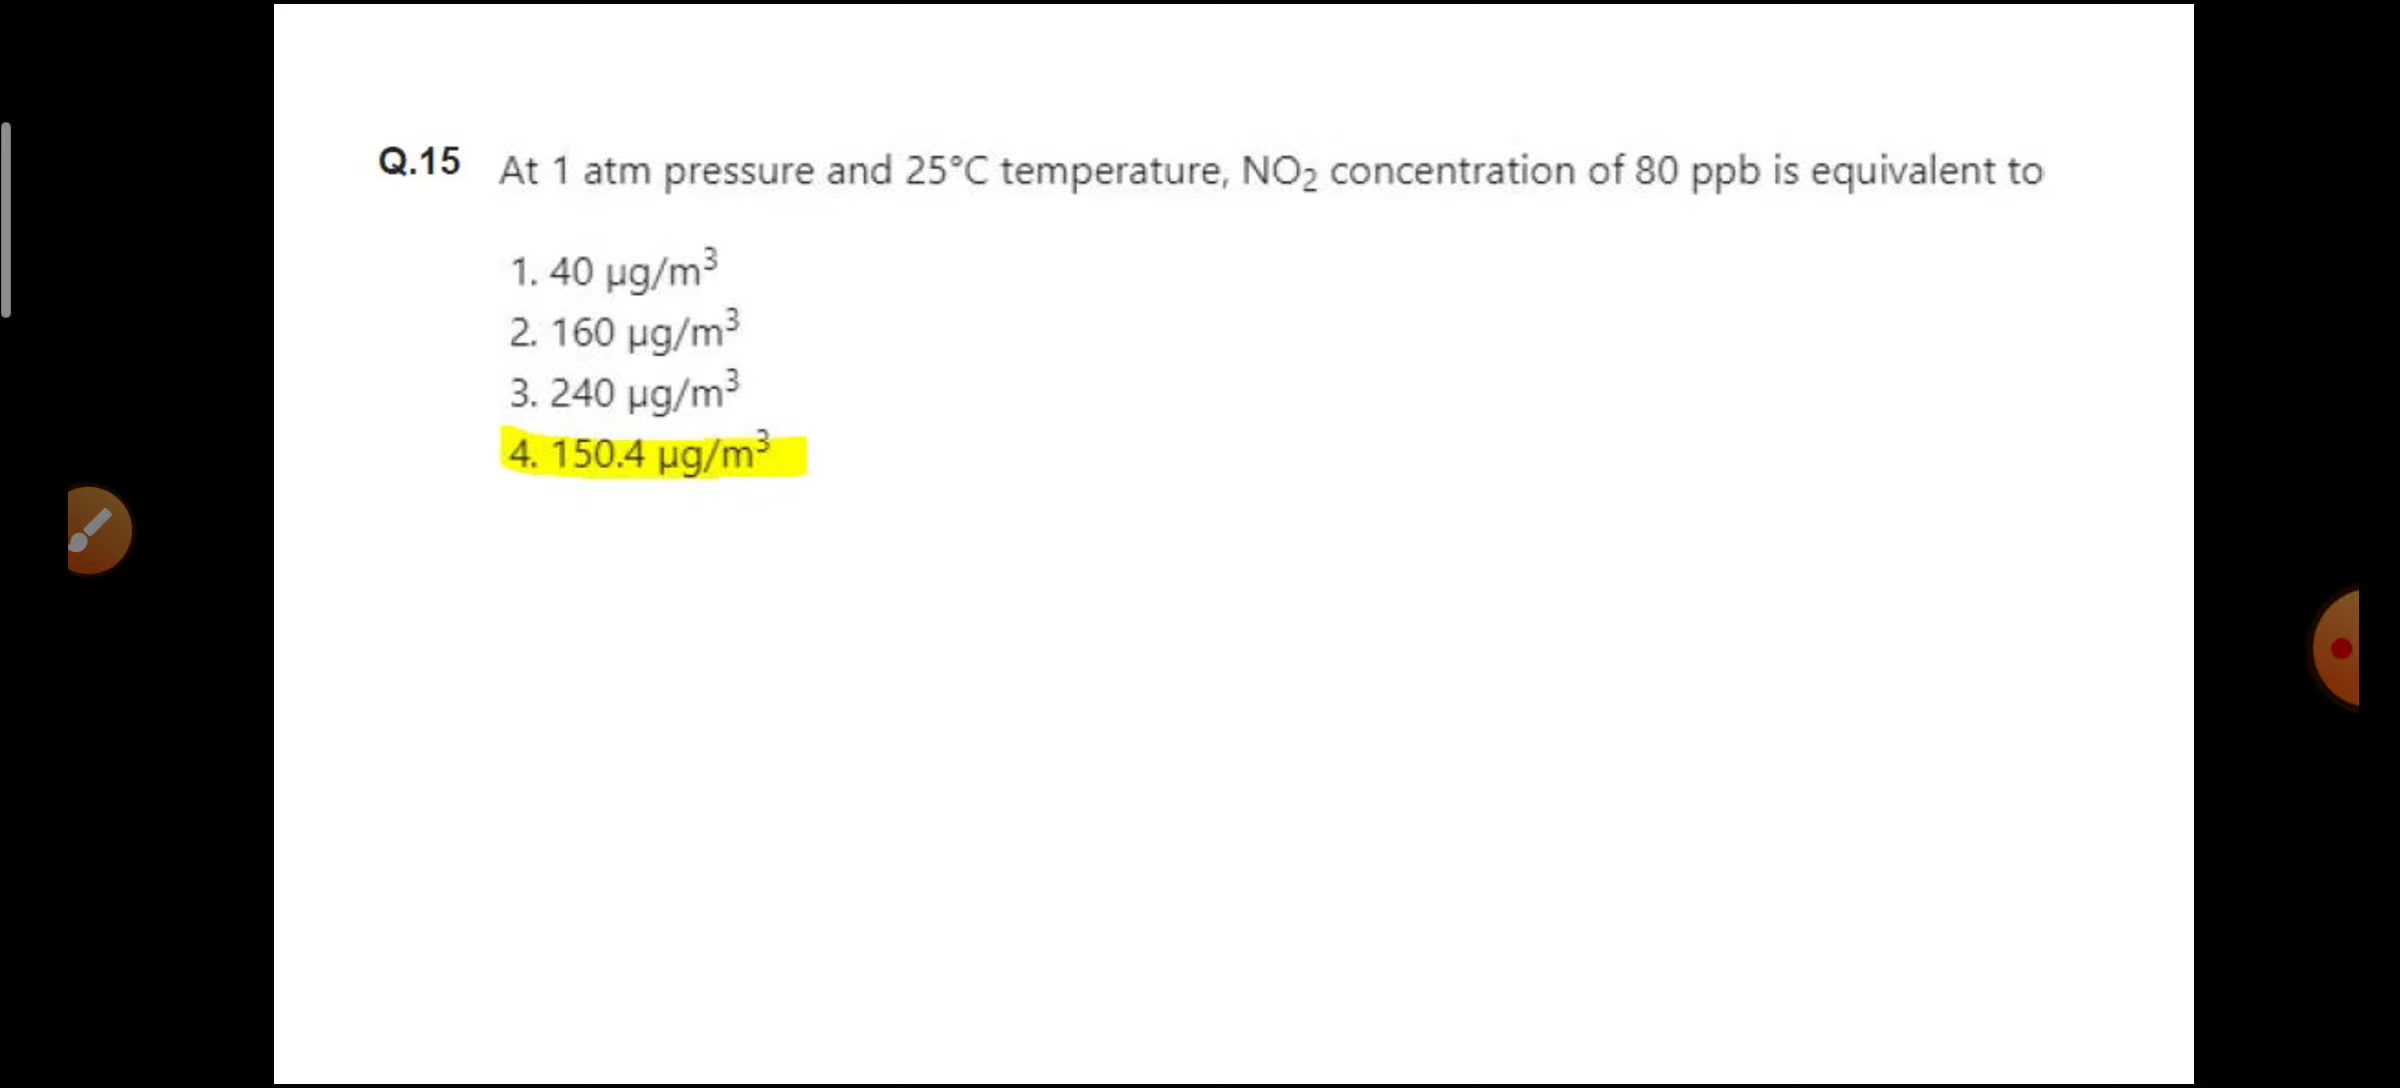 Q.15 At 1 atm pressure and 25°C temperature, NO₂ concentration of 80 ppb is equivalent to
1. 40 µg/m³
2. 160 µg/m³
3. 240 µg/m³
4. 150.4 µg/m³